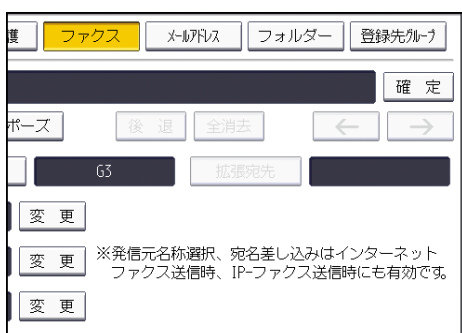 護 ファクス メールアドレス フォルダー 登録先グループ
確 定
ポーズ 後 退 全消去 ← →
G3 拡張宛先
変 更
変 更 ※発信元名称選択、宛名差し込みはインターネット
ファクス送信時、IP-ファクス送信時にも有効です。
変 更